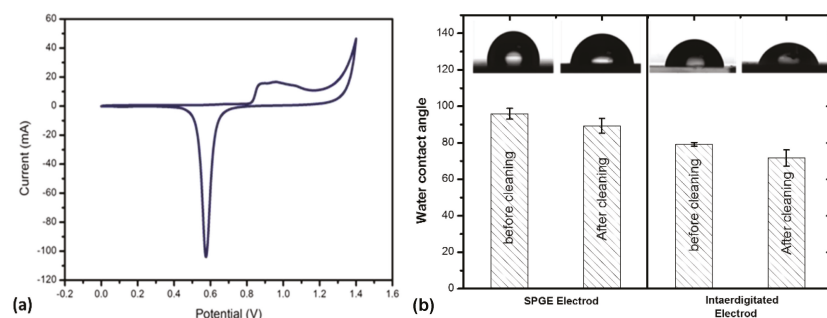 60
40
20
0
-20
-40
-60
-80
-100
-120
Current (mA)
-0.2 0.0 0.2 0.4 0.6 0.8 1.0 1.2 1.4 1.6
Potential (V)
(a)
140
120
100
80
60
40
20
0
Water contact angle
before cleaning
After cleaning
before cleaning
After cleaning
SPGE Electrod
Intaerdigitated
Electrod
(b)